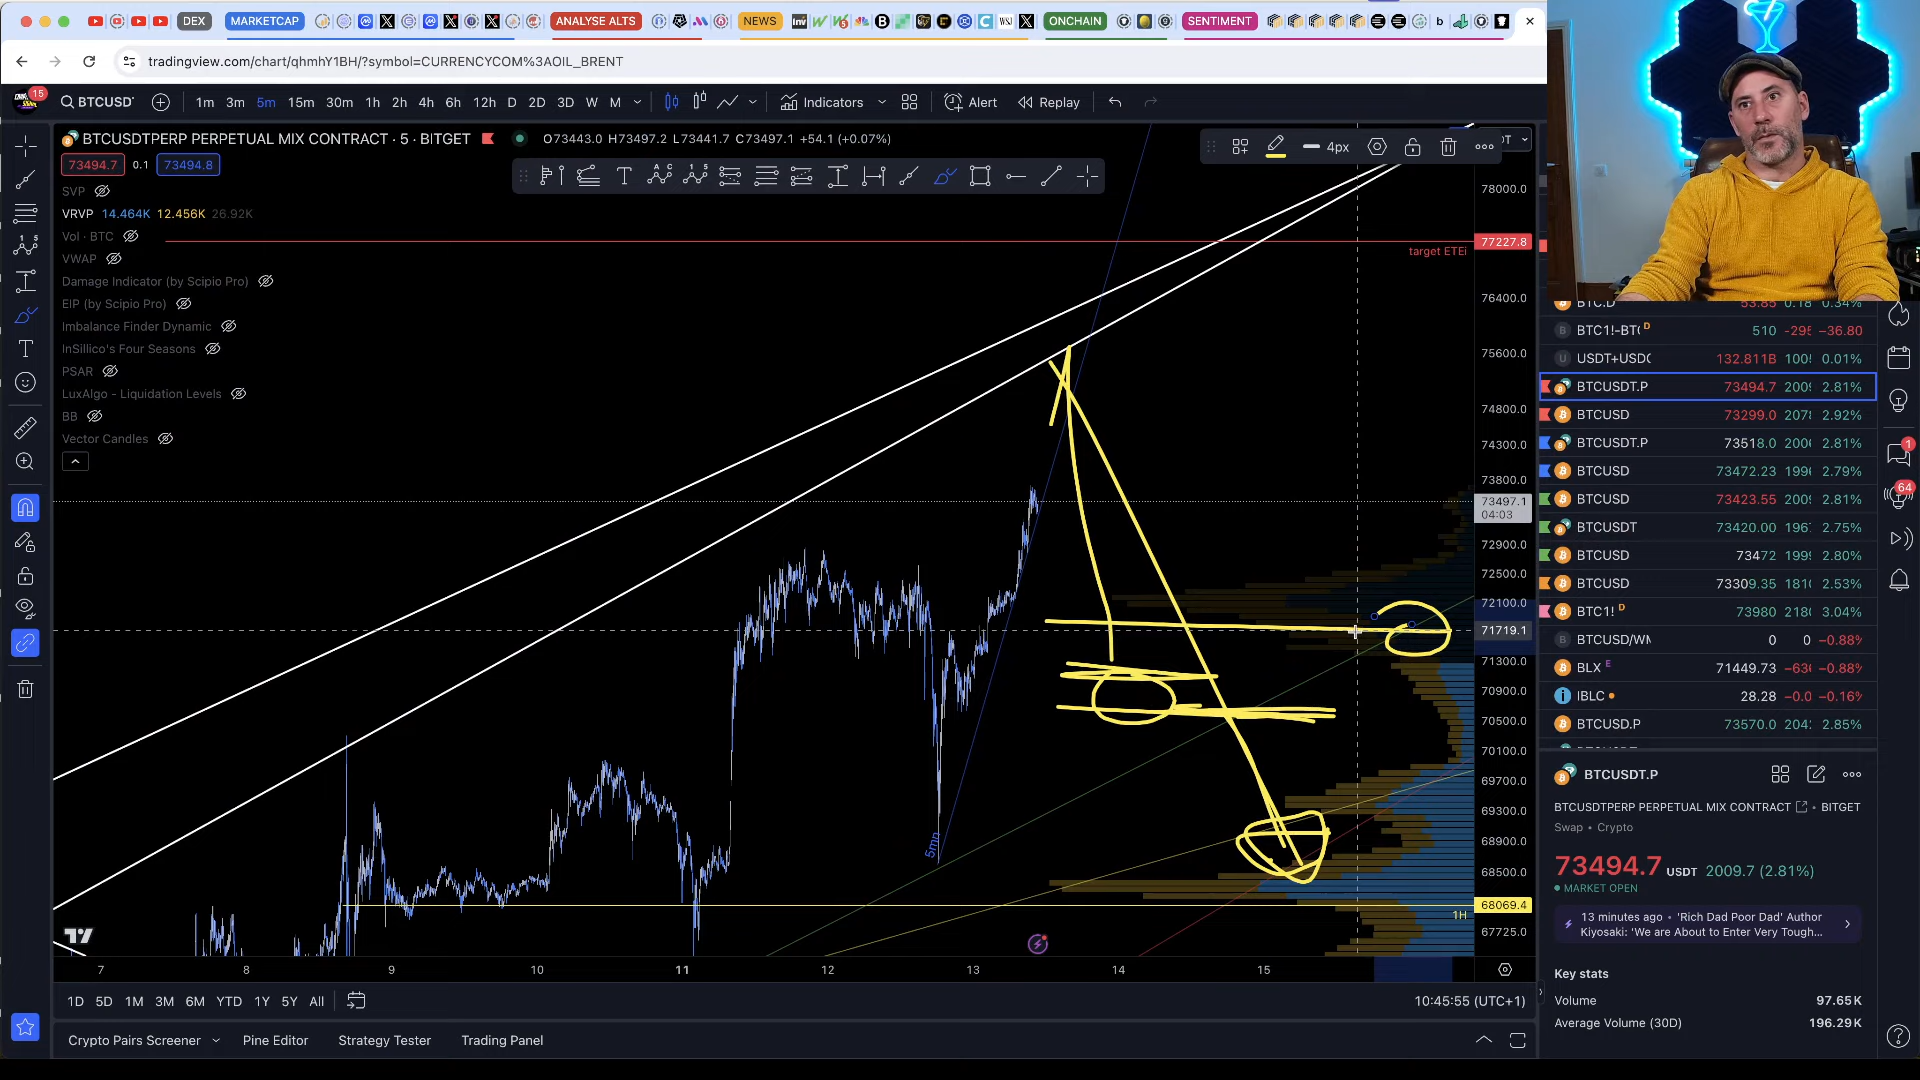 DEX MARKETCAP ANALYSE ALTS NEWS ONCHAIN SENTIMENT
tradingview.com/chart/qhmhY1BH/?symbol=CURRENCYCOM%3AOIL_BRENT
15 BTCUSDT 1m 3m 5m 15m 30m 1h 2h 4h 6h 12h D 2D 3D W M Indicators Alert Replay
BTCUSDTPERP PERPETUAL MIX CONTRACT · 5 · BITGET O73443.0 H73497.2 L73441.7 C73497.1 +54.1 (+0.07%)
4px
73494.7 0.1 73494.8
SVP
VRVP 14.464K 12.456K 26.92K
Vol · BTC
VWAP
Damage Indicator (by Scipio Pro)
EIP (by Scipio Pro)
Imbalance Finder Dynamic
InSillico's Four Seasons
PSAR
LuxAlgo - Liquidation Levels
BB
Vector Candles
target ETEi
5mn
1H
78000.0
77227.8
76400.0
75600.0
74800.0
74300.0
73800.0
73497.1
04:03
72900.0
72500.0
72100.0
71719.1
71300.0
70900.0
70500.0
70100.0
69700.0
69300.0
68900.0
68500.0
68069.4
67725.0
7 8 9 10 11 12 13 14 15
1D 5D 1M 3M 6M YTD 1Y 5Y All
10:45:55 (UTC+1)
Crypto Pairs Screener Pine Editor Strategy Tester Trading Panel
BTC1!-BT D 510 −36.80
USDT+USD 132.811B 0.01%
BTCUSDT.P 73494.7 2.81%
BTCUSD 73299.0 2.92%
BTCUSDT.P 73518.0 2.81%
BTCUSD 73472.23 2.79%
BTCUSD 73423.55 2.81%
BTCUSDT 73420.00 2.75%
BTCUSD 73472 2.80%
BTCUSD 73309.35 2.53%
BTC1! D 73980 3.04%
BTCUSD/W 0 0 −0.88%
BLX E 71449.73 −0.88%
IBLC 28.28 −0.16%
BTCUSD.P 73570.0 2.85%
BTCUSDT.P
BTCUSDTPERP PERPETUAL MIX CONTRACT • BITGET
Swap • Crypto
73494.7 USDT 2009.7 (2.81%)
MARKET OPEN
13 minutes ago • 'Rich Dad Poor Dad' Author
Kiyosaki: 'We are About to Enter Very Tough...
Key stats
Volume 97.65K
Average Volume (30D) 196.29K
1
64